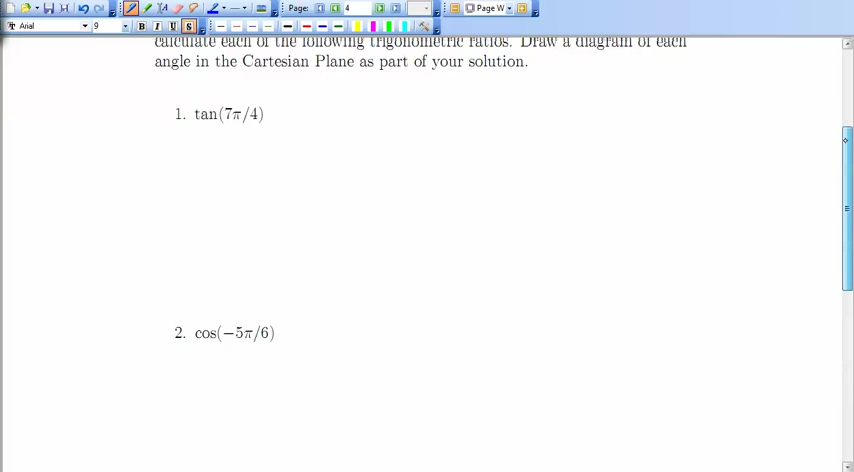 Page: 4 Page W
Arial 9 B I U S
calculate each of the following trigonometric ratios. Draw a diagram of each
angle in the Cartesian Plane as part of your solution.
1. tan(7π/4)
2. cos(−5π/6)